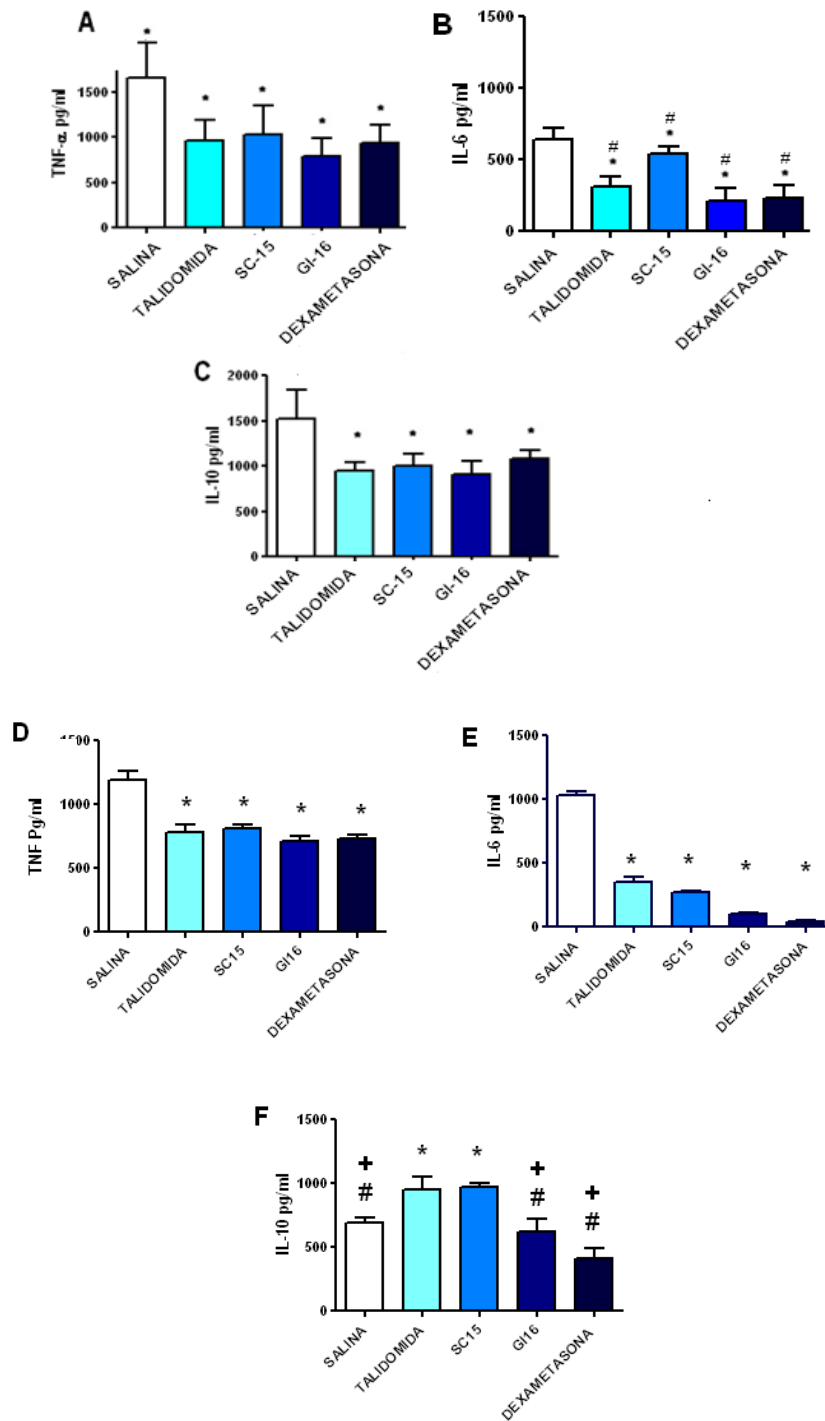 A
TNF-α pg/ml
1500
1000
500
0
* * * * *
SALINA
TALIDOMIDA
SC-15
GI-16
DEXAMETASONA
B
IL-6 pg/ml
1500
1000
500
0
# # # #
* * * *
SALINA
TALIDOMIDA
SC-15
GI-16
DEXAMETASONA
C
IL-10 pg/ml
2000
1500
1000
500
0
* * * *
SALINA
TALIDOMIDA
SC-15
GI-16
DEXAMETASONA
D
TNF Pg/ml
1000
500
0
* * * *
SALINA
TALIDOMIDA
SC15
GI16
DEXAMETASONA
E
IL-6 pg/ml
1500
1000
500
0
* * * *
SALINA
TALIDOMIDA
SC15
GI16
DEXAMETASONA
F
IL-10 pg/ml
1500
1000
500
0
+ * * + +
# # #
SALINA
TALIDOMIDA
SC15
GI16
DEXAMETASONA